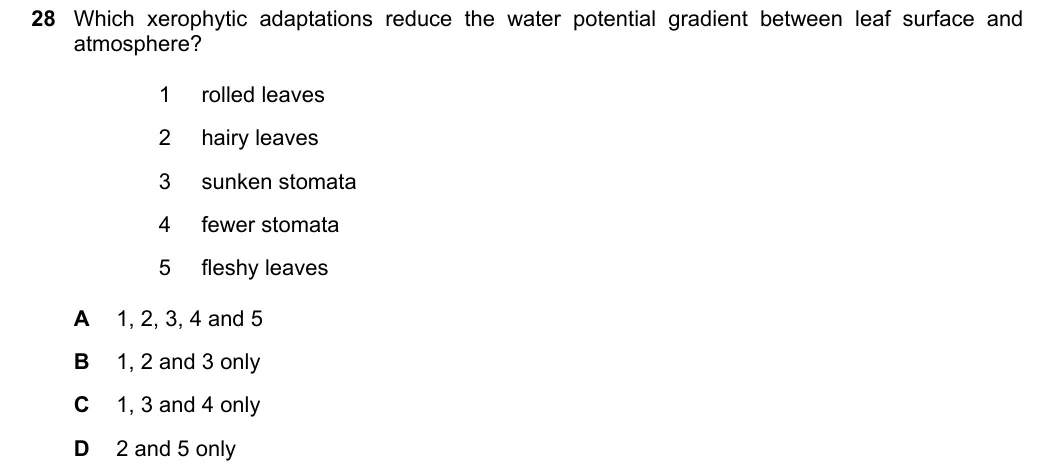 28 Which xerophytic adaptations reduce the water potential gradient between leaf surface and
atmosphere?
1 rolled leaves
2 hairy leaves
3 sunken stomata
4 fewer stomata
5 fleshy leaves
A 1, 2, 3, 4 and 5
B 1, 2 and 3 only
C 1, 3 and 4 only
D 2 and 5 only